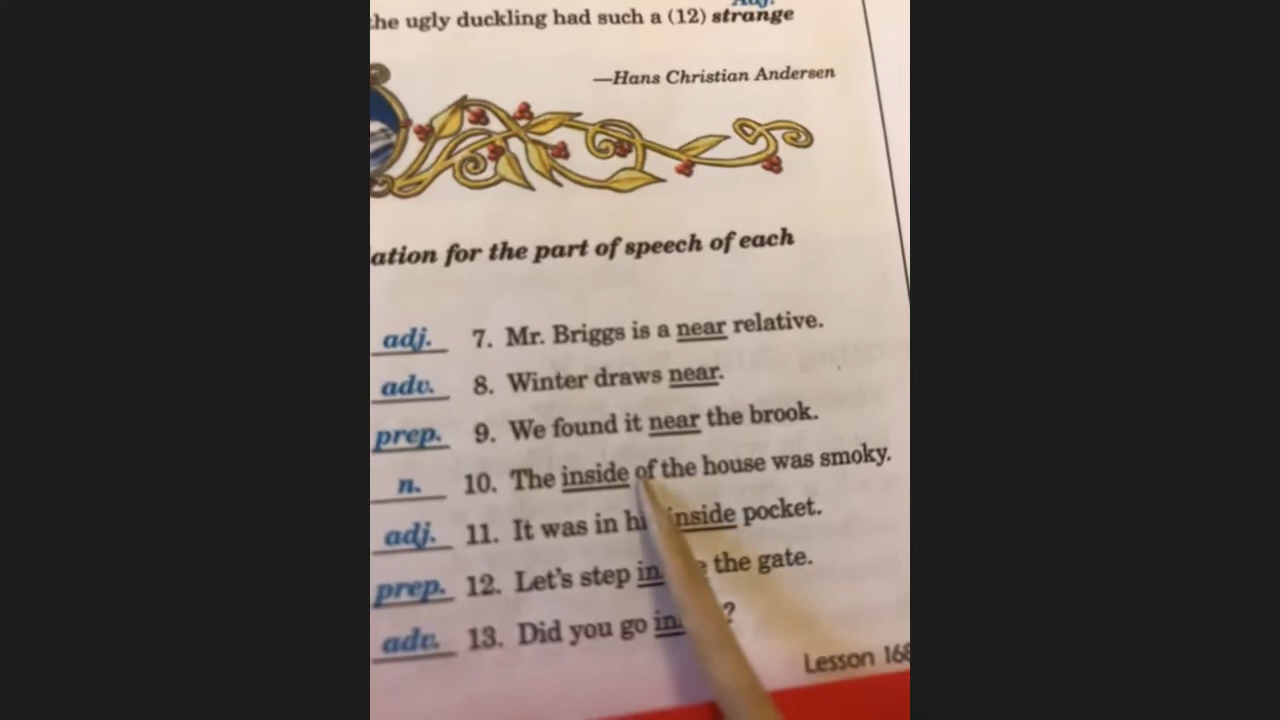 the ugly duckling had such a (12) strange
—Hans Christian Andersen
for the part of speech of each
adj. 7. Mr. Briggs is a near relative.
adv. 8. Winter draws near.
prep. 9. We found it near the brook.
n. 10. The inside of the house was smoky.
adj. 11. It was in pocket.
prep. 12. Let's step the gate.
adv. 13. Did you go ?
Lesson 168